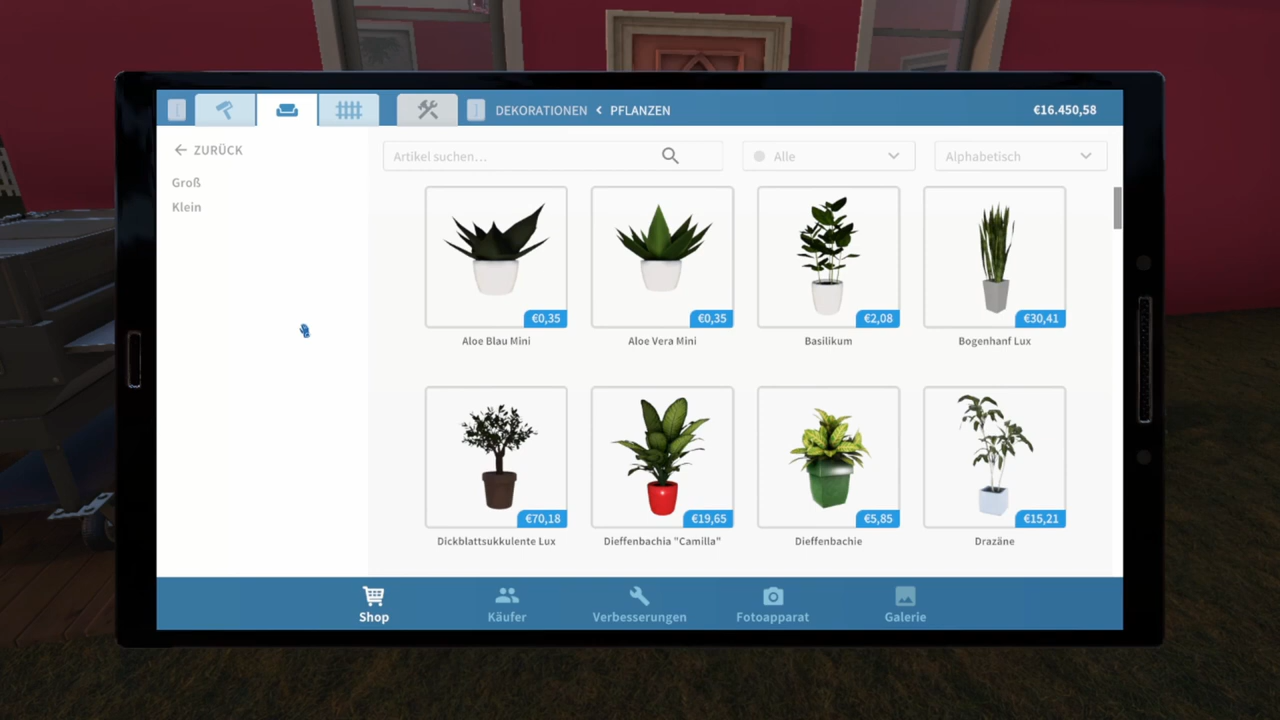 DEKORATIONEN < PFLANZEN
€16.450,58
ZURÜCK
Groß
Klein
Artikel suchen...
Alle
Alphabetisch
€0,35
€0,35
€2,08
€30,41
Aloe Blau Mini
Aloe Vera Mini
Basilikum
Bogenhanf Lux
€70,18
€19,65
€5,85
€15,21
Dickblattsukkulente Lux
Dieffenbachia "Camilla"
Dieffenbachie
Drazäne
Shop
Käufer
Verbesserungen
Fotoapparat
Galerie